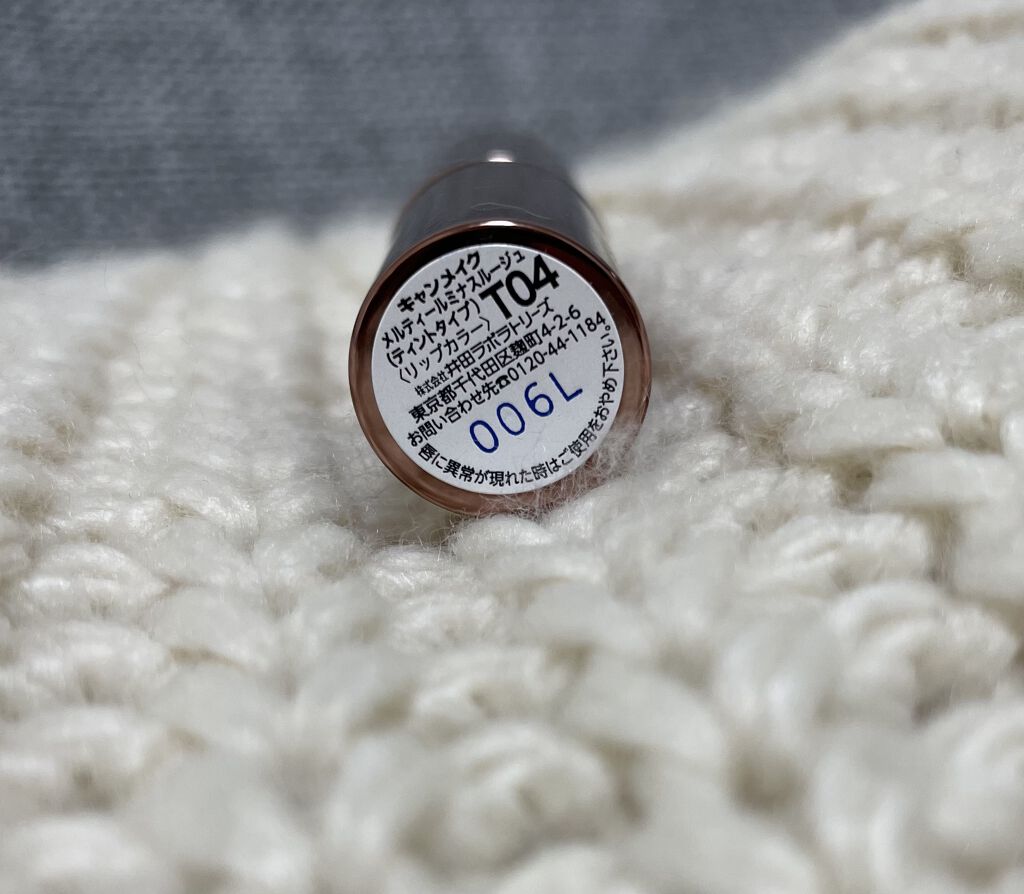 キャンメイク
メルティールミナスルージュ
(ティントタイプ) T04
〈リップカラー〉
株式会社 井田ラボラトリーズ
東京都千代田区麹町4-2-6
お問い合わせ先☎0120-44-1184
006L
唇に異常が現れた時はご使用をおやめ下さい。